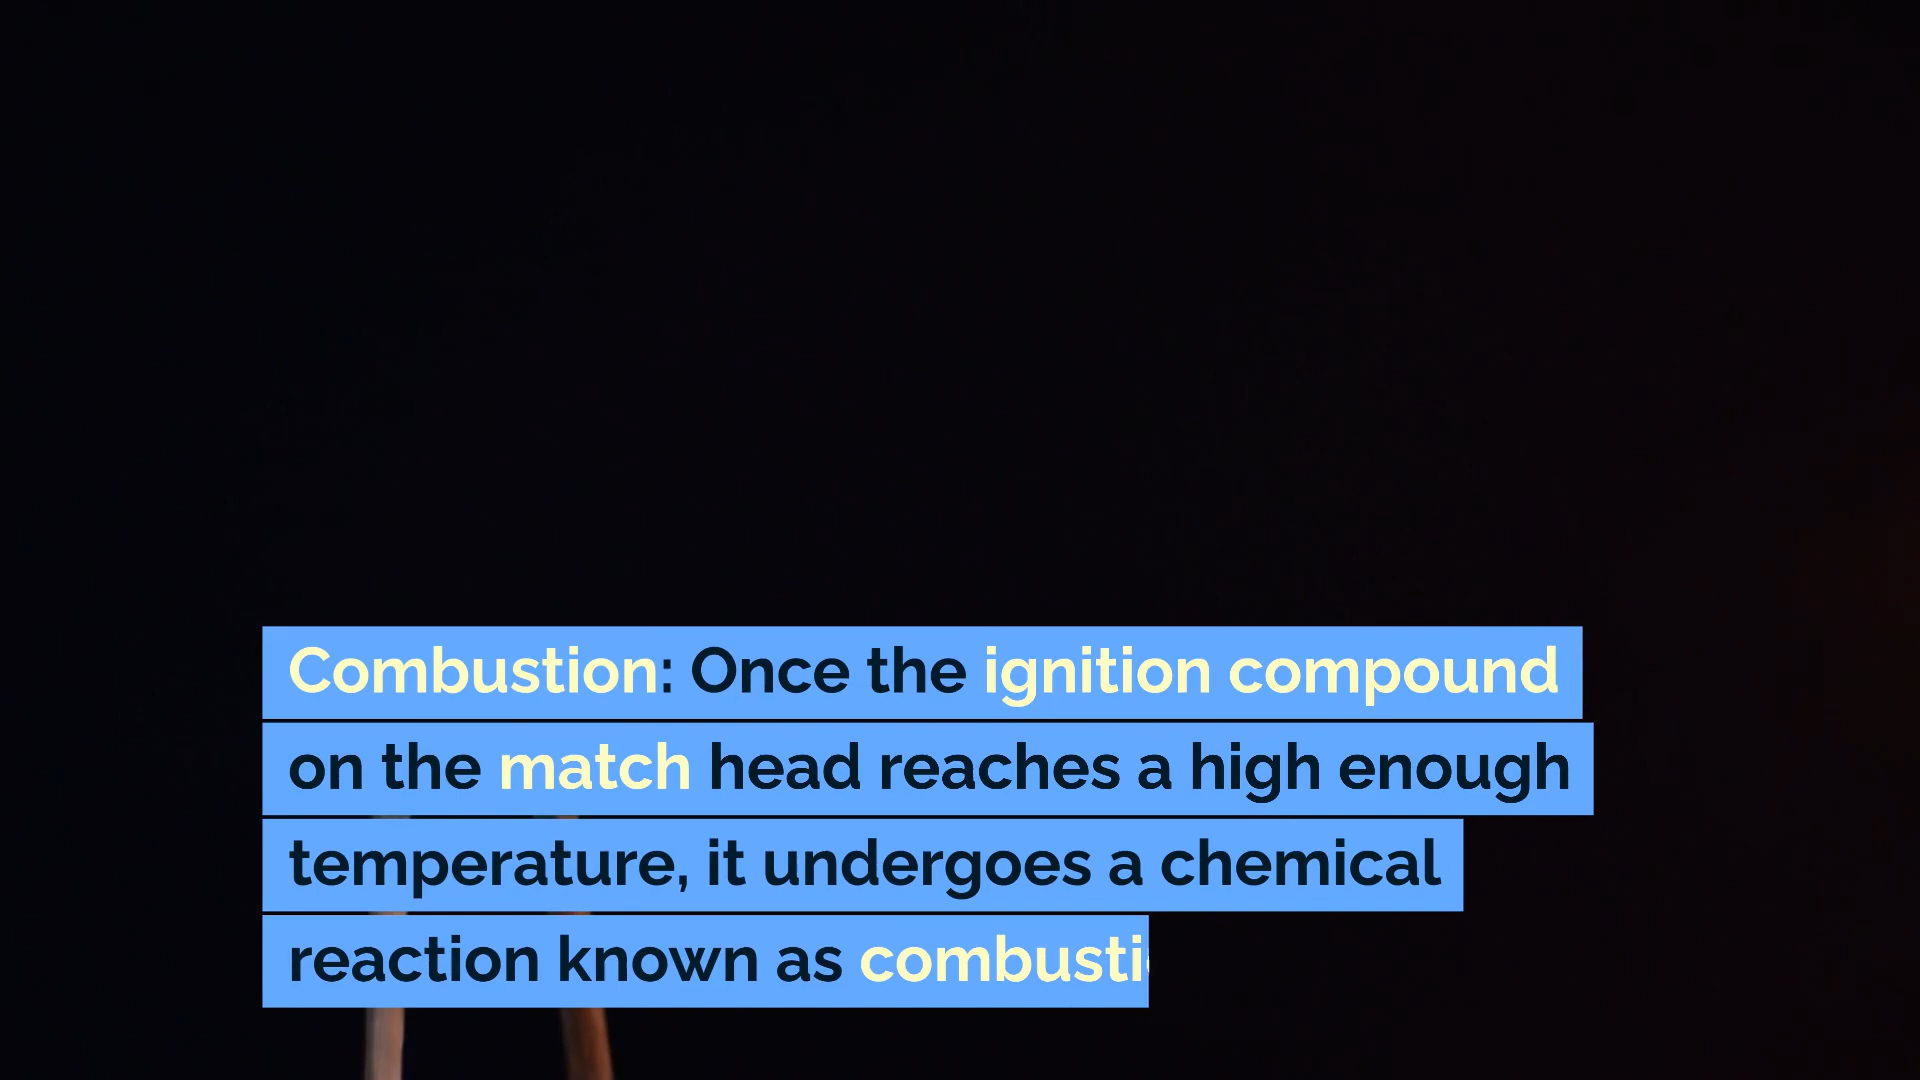 Combustion: Once the ignition compound
on the match head reaches a high enough
temperature, it undergoes a chemical
reaction known as combusti